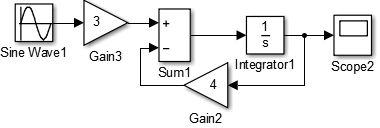 3
+
−
1
s
Sine Wave1
Gain3
Sum1
Integrator1
Scope2
4
Gain2